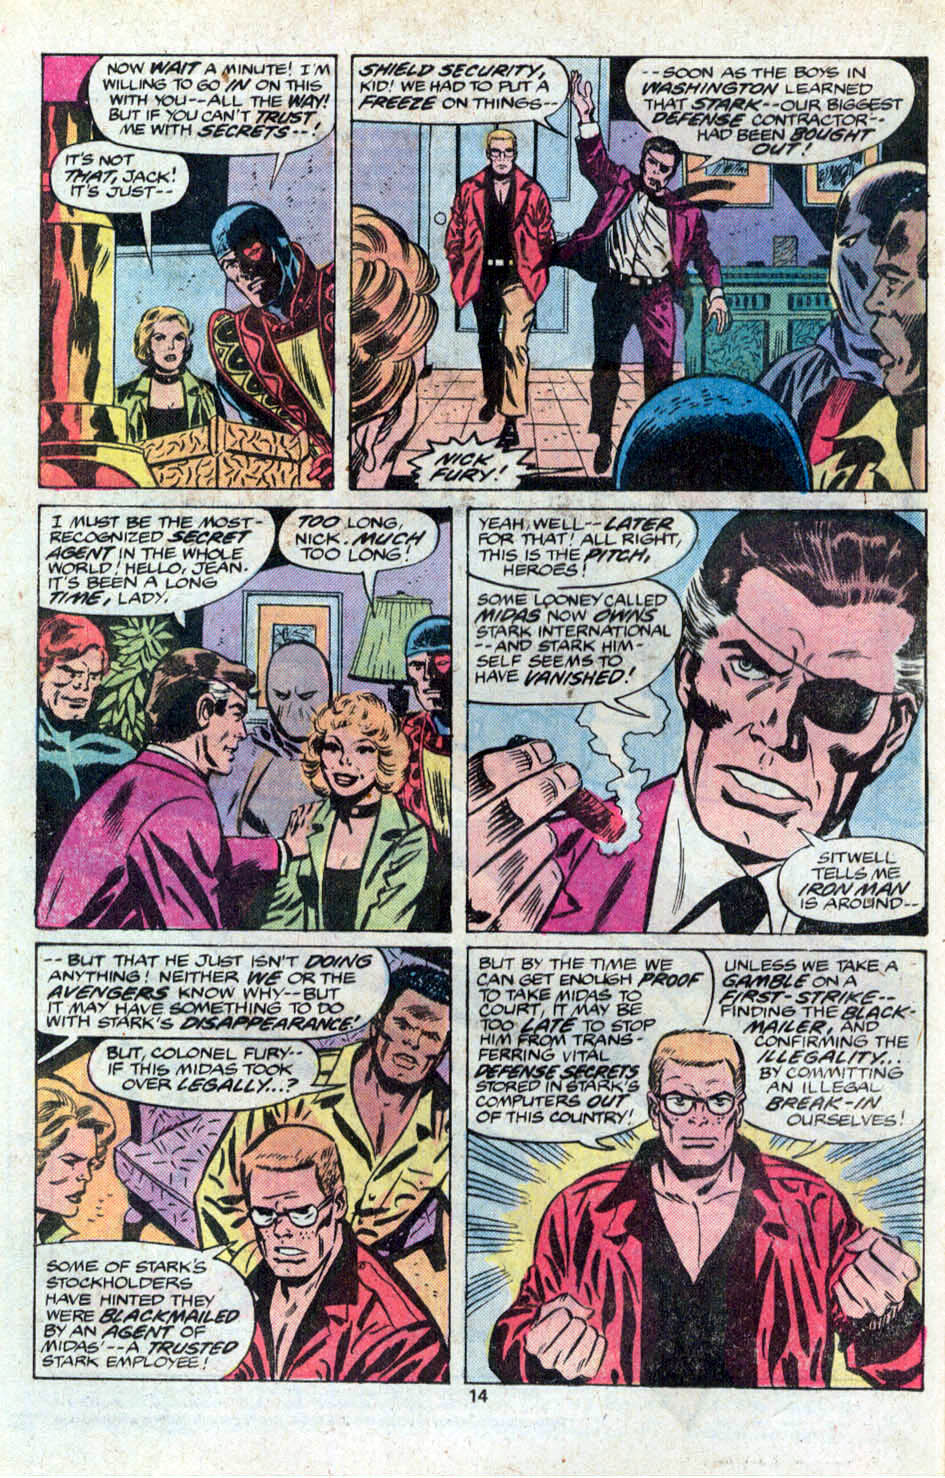 NOW WAIT A MINUTE! I'M
WILLING TO GO IN ON THIS
WITH YOU--ALL THE WAY!
BUT IF YOU CAN'T TRUST
ME WITH SECRETS--!
IT'S NOT
THAT, JACK!
IT'S JUST--
SHIELD SECURITY,
KID! WE HAD TO PUT A
FREEZE ON THINGS--
--SOON AS THE BOYS IN
WASHINGTON LEARNED
THAT STARK--OUR BIGGEST
DEFENSE CONTRACTOR--
HAD BEEN BOUGHT
OUT!
NICK
FURY!
I MUST BE THE MOST-
RECOGNIZED SECRET
AGENT IN THE WHOLE
WORLD! HELLO, JEAN.
IT'S BEEN A LONG
TIME, LADY.
TOO LONG,
NICK. MUCH
TOO LONG!
YEAH, WELL--LATER
FOR THAT! ALL RIGHT,
THIS IS THE PITCH,
HEROES!
SOME LOONEY CALLED
MIDAS NOW OWNS
STARK INTERNATIONAL
--AND STARK HIM-
SELF SEEMS TO
HAVE VANISHED!
SITWELL
TELLS ME
IRON MAN
IS AROUND--
--BUT THAT HE JUST ISN'T DOING
ANYTHING! NEITHER WE OR THE
AVENGERS KNOW WHY--BUT
IT MAY HAVE SOMETHING TO DO
WITH STARK'S DISAPPEARANCE!
BUT, COLONEL FURY--
IF THIS MIDAS TOOK
OVER LEGALLY...?
SOME OF STARK'S
STOCKHOLDERS
HAVE HINTED THEY
WERE BLACKMAILED
BY AN AGENT OF
MIDAS'--A TRUSTED
STARK EMPLOYEE!
BUT BY THE TIME WE
CAN GET ENOUGH PROOF
TO TAKE MIDAS TO
COURT, IT MAY BE
TOO LATE TO STOP
HIM FROM TRANS-
FERRING VITAL
DEFENSE SECRETS
STORED IN STARK'S
COMPUTERS OUT
OF THIS COUNTRY!
UNLESS WE TAKE A
GAMBLE ON A
FIRST-STRIKE--
FINDING THE BLACK-
MAILER, AND
CONFIRMING THE
ILLEGALITY...
BY COMMITTING
AN ILLEGAL
BREAK-IN
OURSELVES!
14